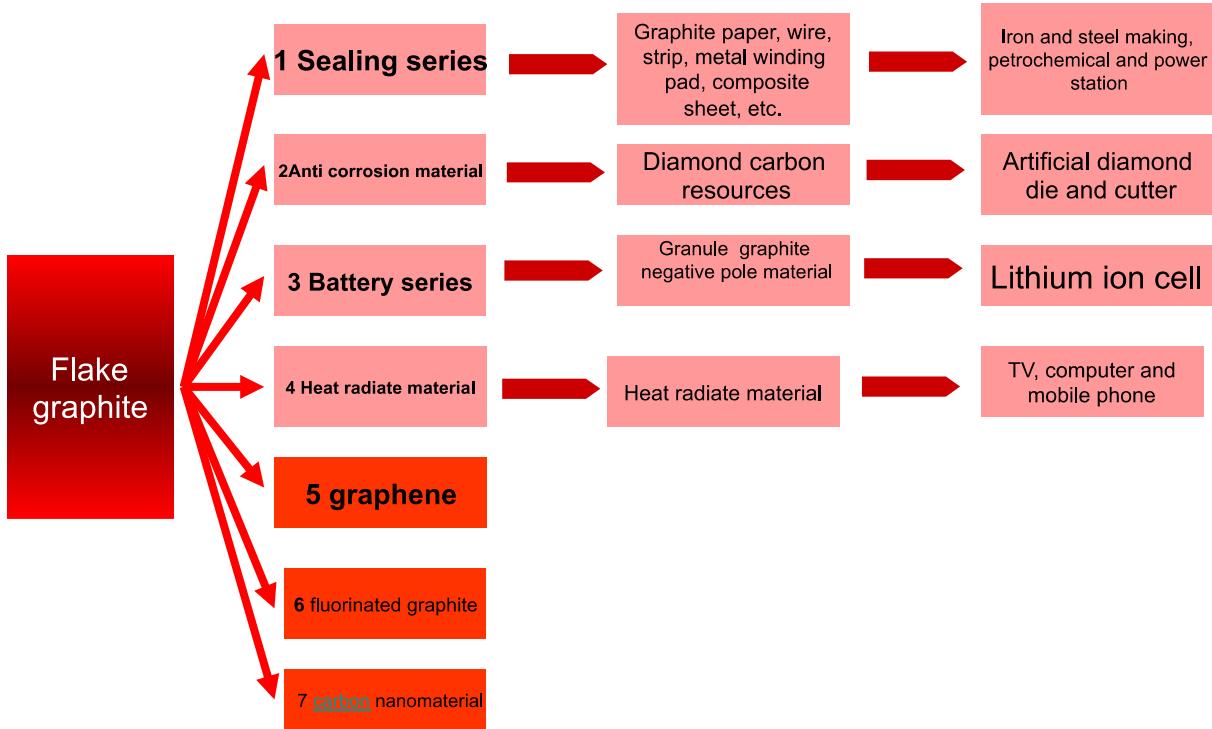 1 Sealing series
Graphite paper, wire,
strip, metal winding
pad, composite
sheet, etc.
Iron and steel making,
petrochemical and power
station
2Anti corrosion material
Diamond carbon
resources
Artificial diamond
die and cutter
3 Battery series
Granule graphite
negative pole material
Lithium ion cell
Flake
graphite
4 Heat radiate material
Heat radiate material
TV, computer and
mobile phone
5 graphene
6 fluorinated graphite
7 carbon nanomaterial